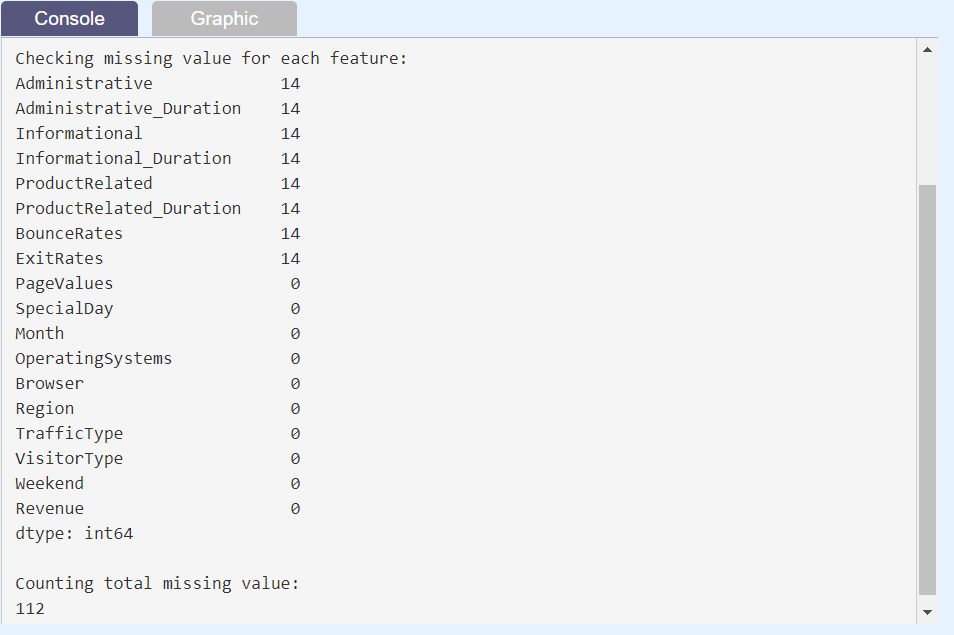 Console Graphic
Checking missing value for each feature:
Administrative 14
Administrative_Duration 14
Informational 14
Informational_Duration 14
ProductRelated 14
ProductRelated_Duration 14
BounceRates 14
ExitRates 14
PageValues 0
SpecialDay 0
Month 0
OperatingSystems 0
Browser 0
Region 0
TrafficType 0
VisitorType 0
Weekend 0
Revenue 0
dtype: int64
Counting total missing value:
112